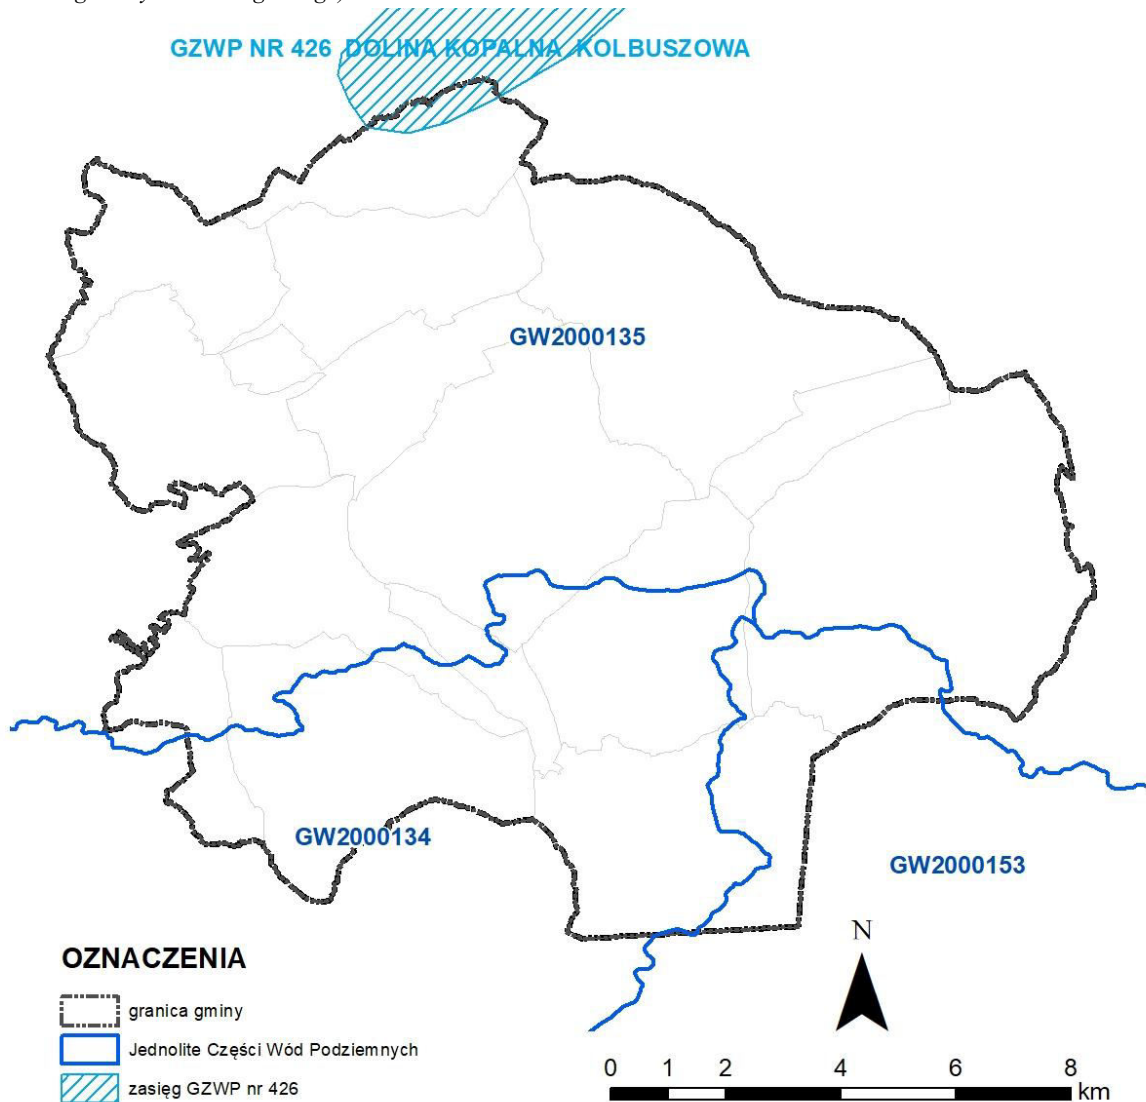 GZWP NR 426 DOLINA KOPALNA KOLBUSZOWA
GW2000135
GW2000134
GW2000153
N
OZNACZENIA
granica gminy
Jednolite Części Wód Podziemnych
zasięg GZWP nr 426
0 1 2 4 6 8
km